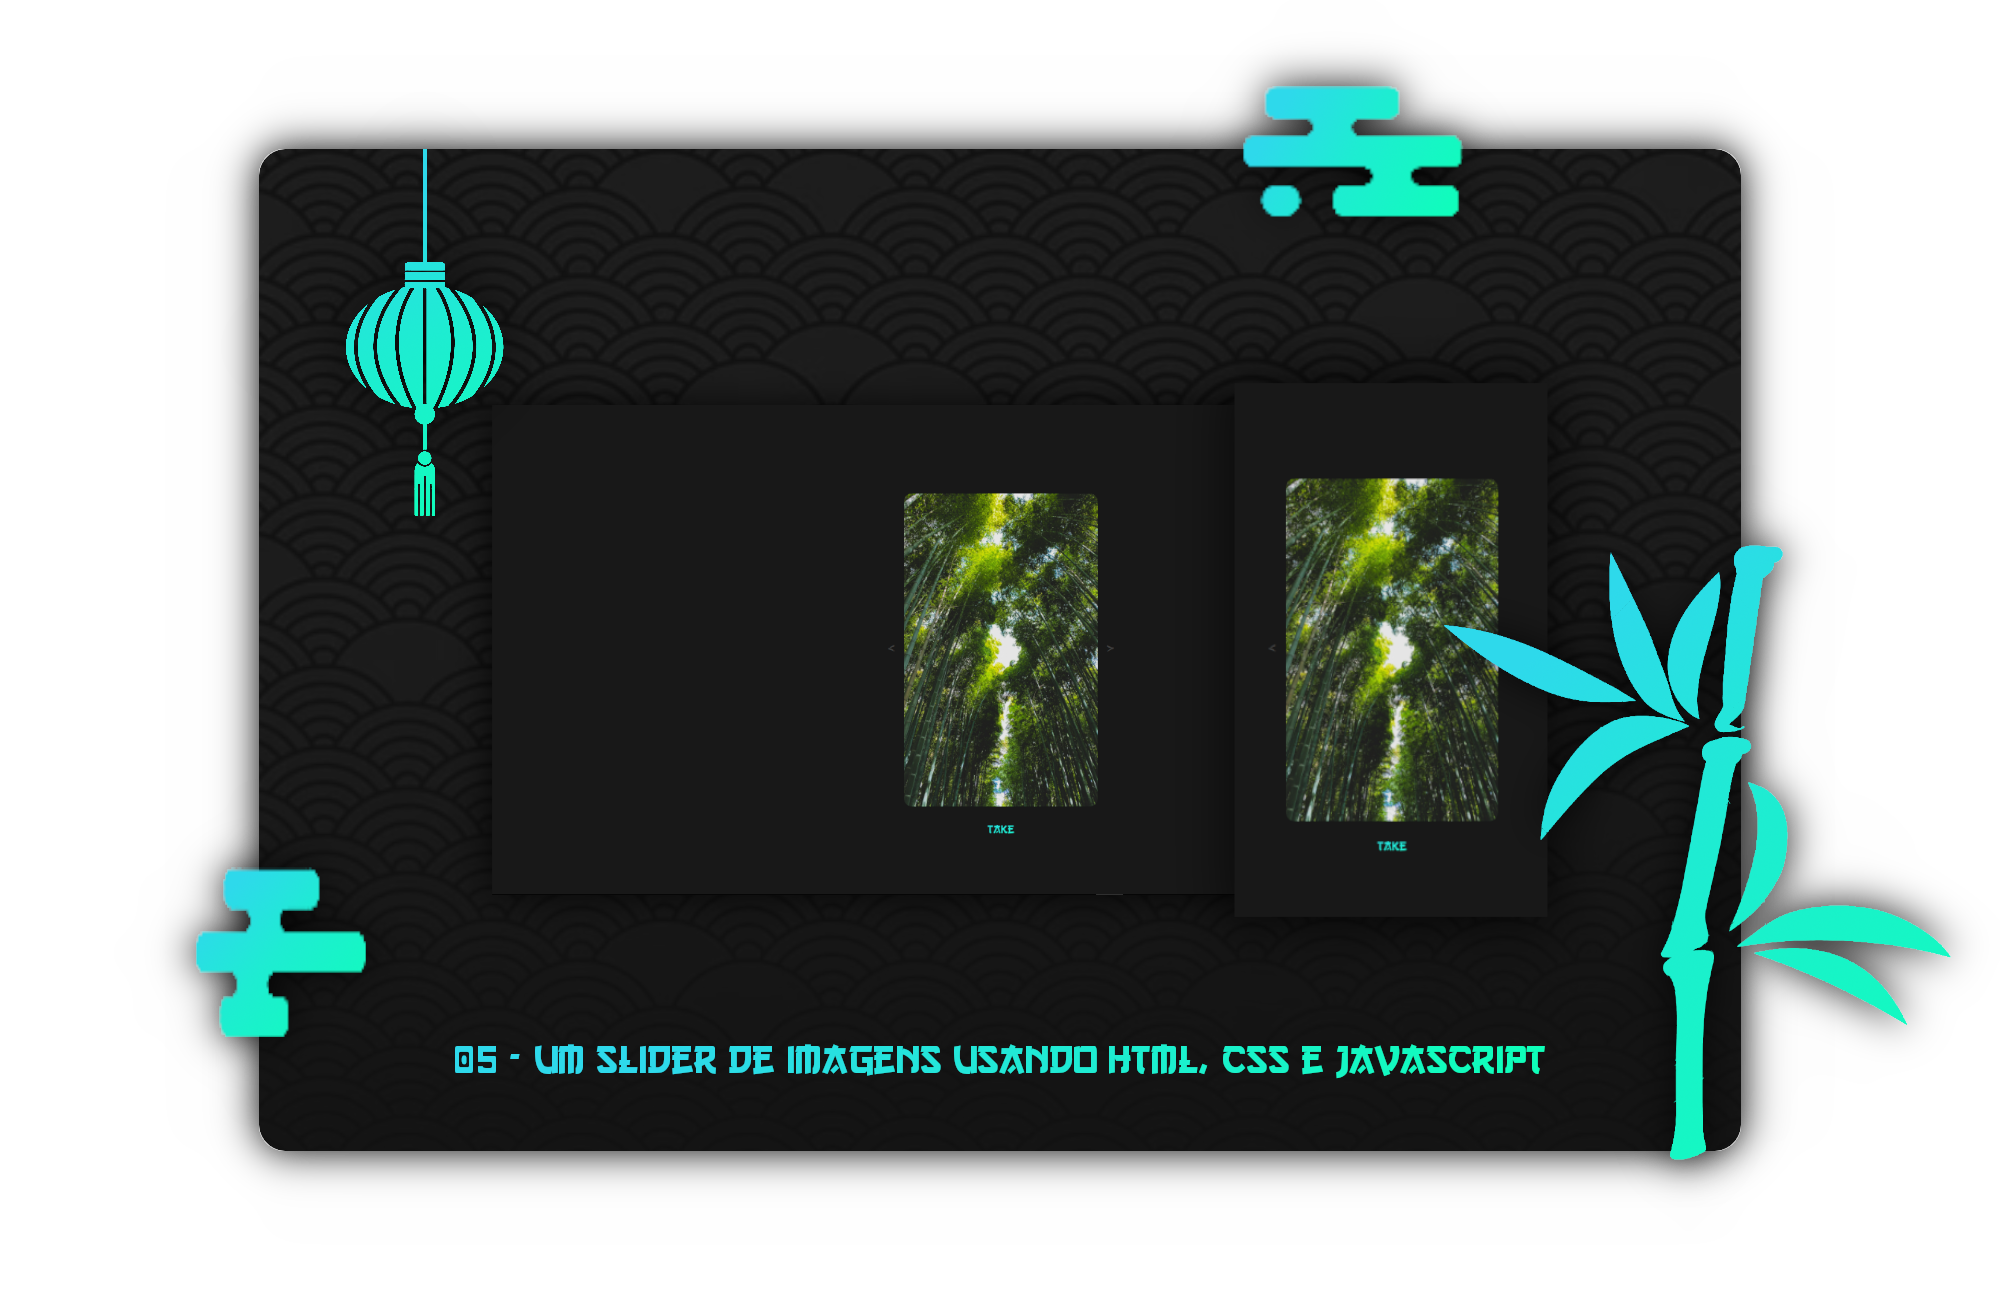 <
>
TAKE
<
TAKE
05 - UM SLIDER DE IMAGENS USANDO HTML, CSS E JAVASCRIPT